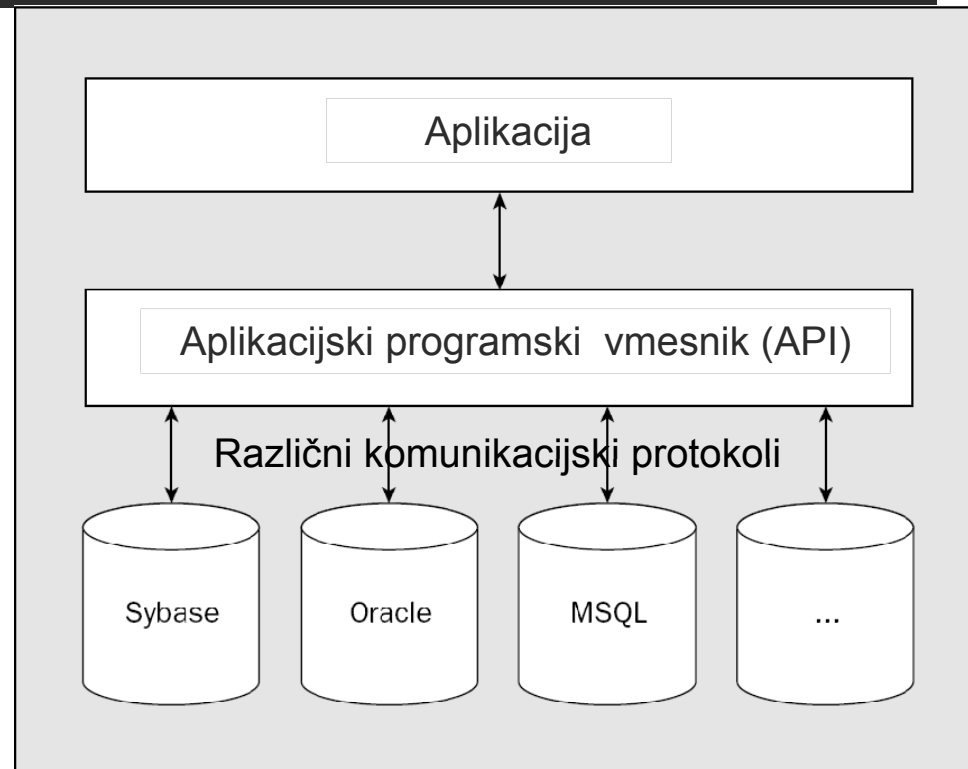 Aplikacija
Aplikacijski programski vmesnik (API)
Različni komunikacijski protokoli
Sybase
Oracle
MSQL
...